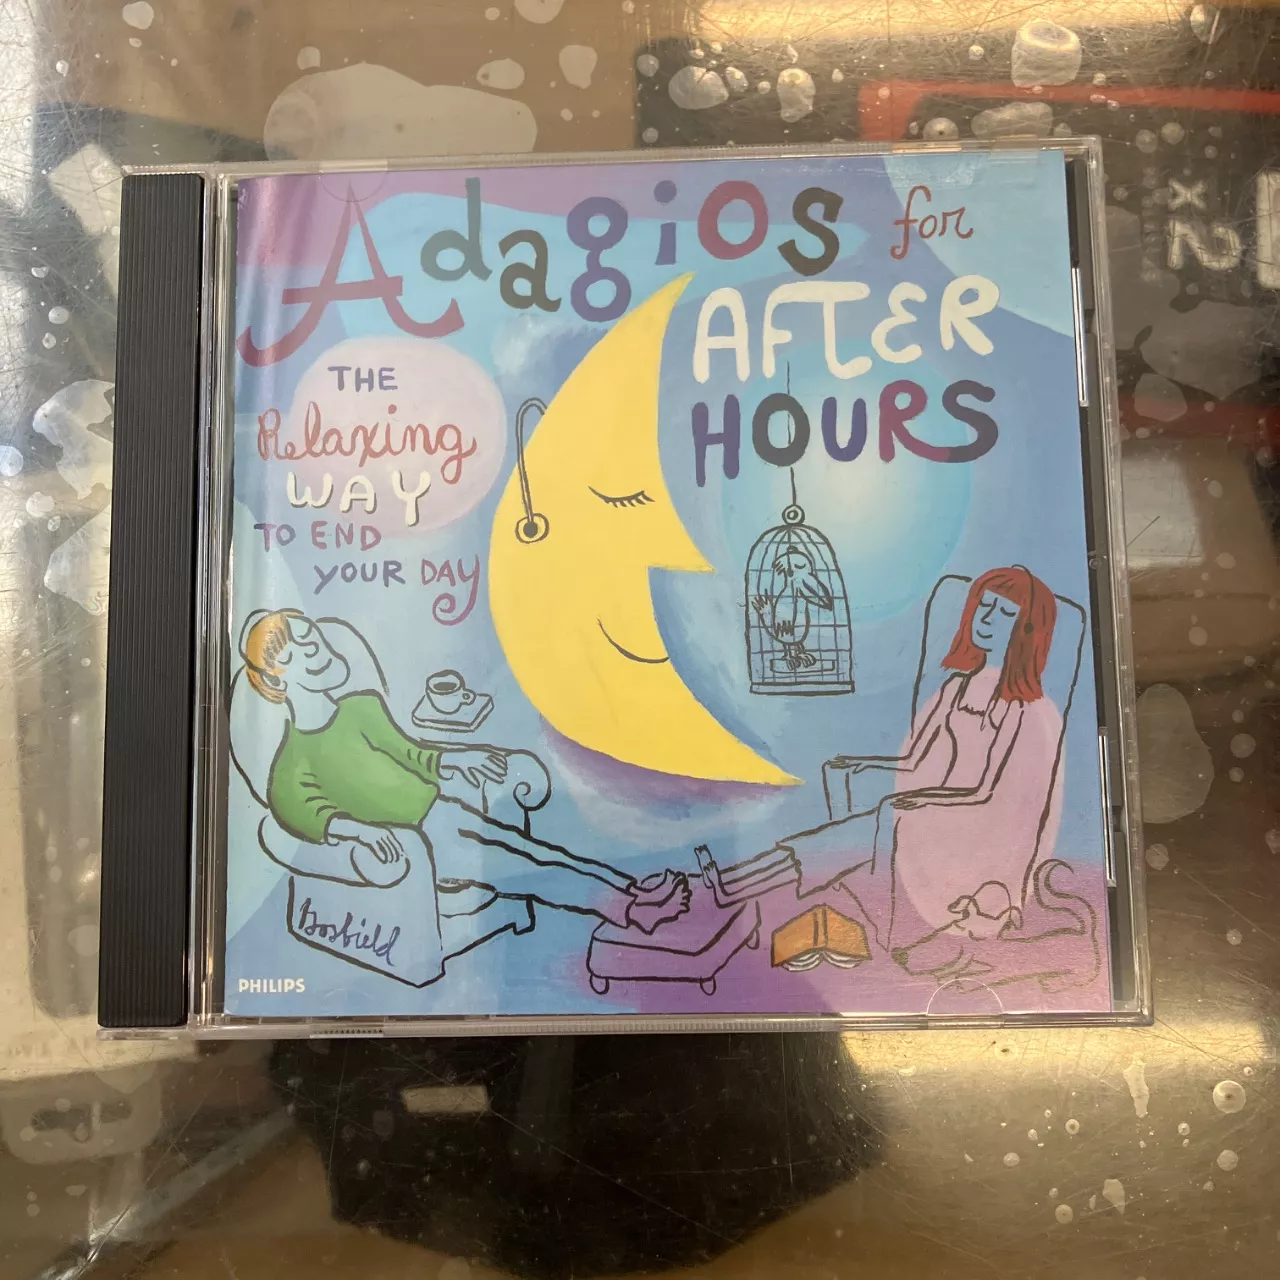 Adagios for
AFTER
HOURS
THE
Relaxing
WAY
TO END
YOUR DAY
Bosfield
PHILIPS